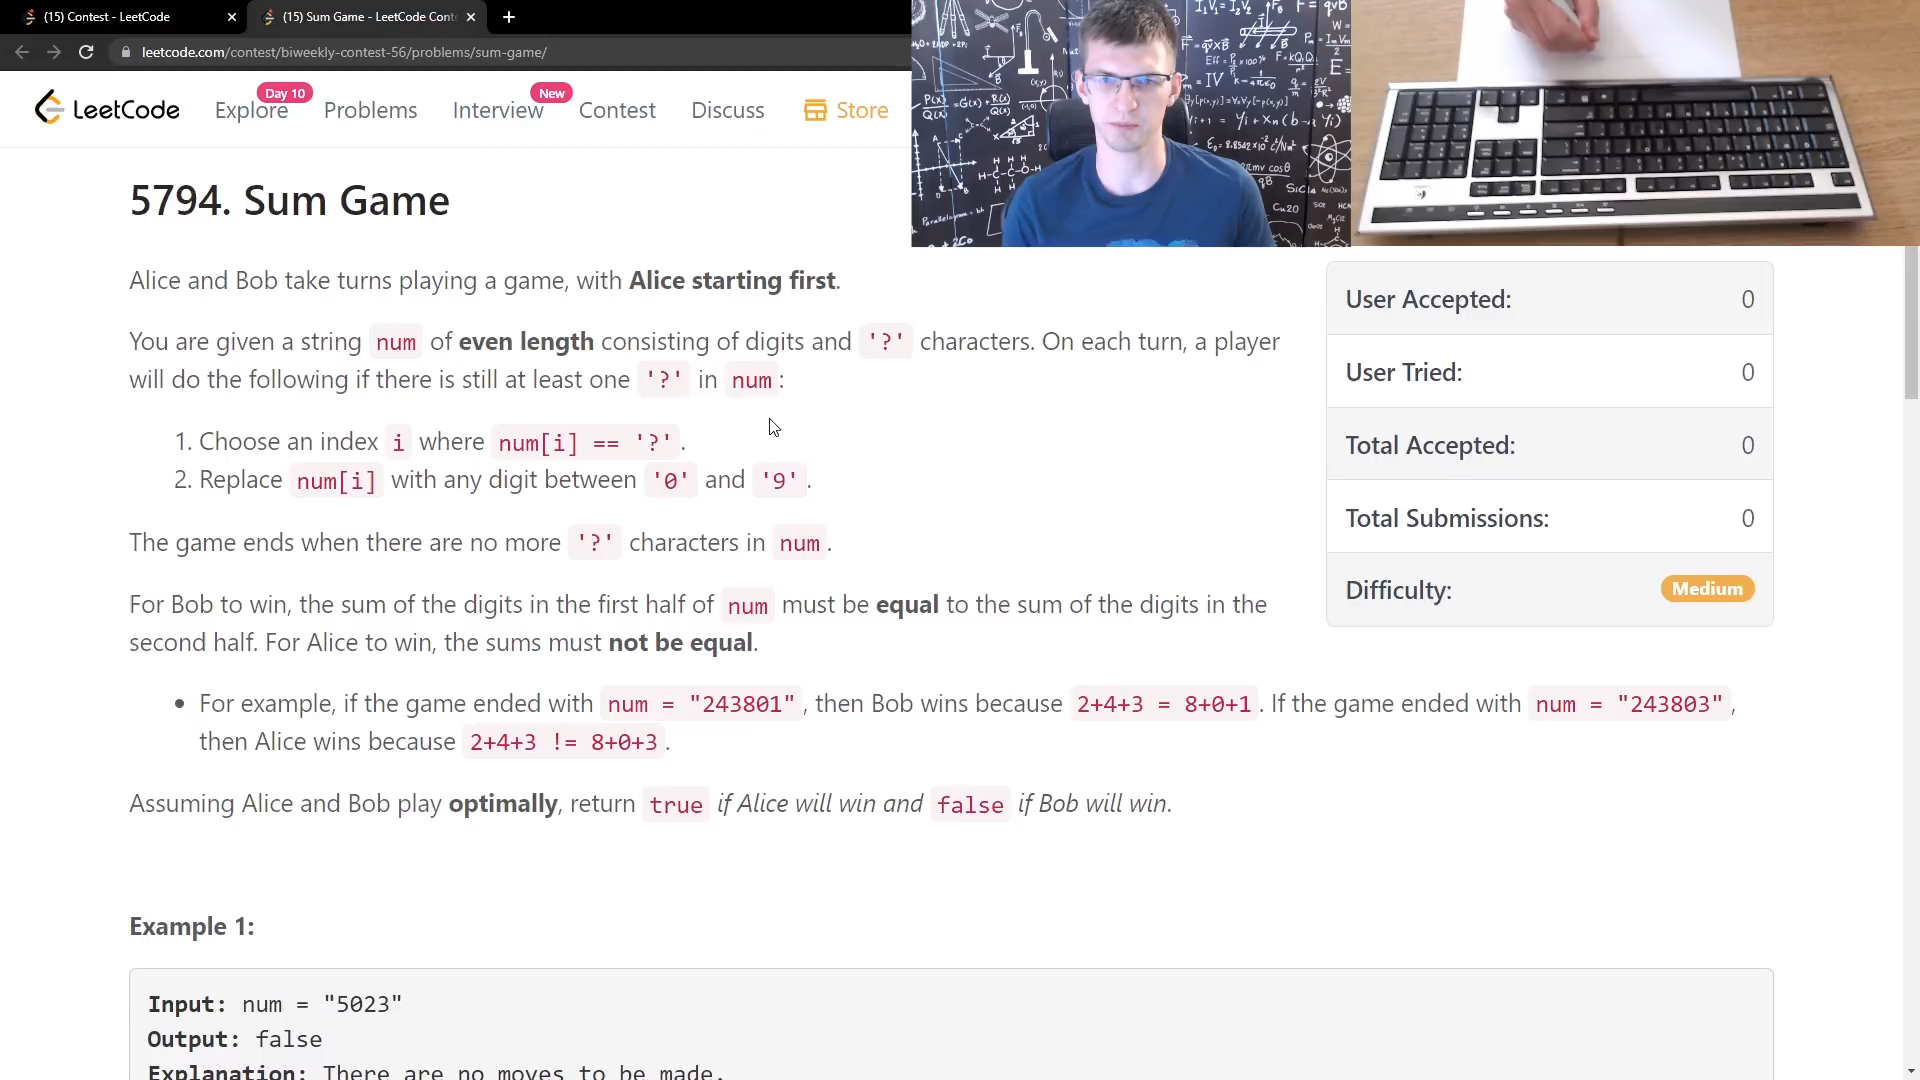 (15) Contest - LeetCode
(15) Sum Game - LeetCode Cont
leetcode.com/contest/biweekly-contest-56/problems/sum-game/
LeetCode
Explore
Day 10
Problems
Interview
New
Contest
Discuss
Store
5794. Sum Game
Alice and Bob take turns playing a game, with Alice starting first.
You are given a string num of even length consisting of digits and '?' characters. On each turn, a player
will do the following if there is still at least one '?' in num:
1. Choose an index i where num[i] == '?'.
2. Replace num[i] with any digit between '0' and '9'.
The game ends when there are no more '?' characters in num.
For Bob to win, the sum of the digits in the first half of num must be equal to the sum of the digits in the
second half. For Alice to win, the sums must not be equal.
• For example, if the game ended with num = "243801", then Bob wins because 2+4+3 = 8+0+1. If the game ended with num = "243803",
then Alice wins because 2+4+3 != 8+0+3.
Assuming Alice and Bob play optimally, return true if Alice will win and false if Bob will win.
Example 1:
Input: num = "5023"
Output: false
Explanation: There are no moves to be made.
User Accepted: 0
User Tried: 0
Total Accepted: 0
Total Submissions: 0
Difficulty: Medium